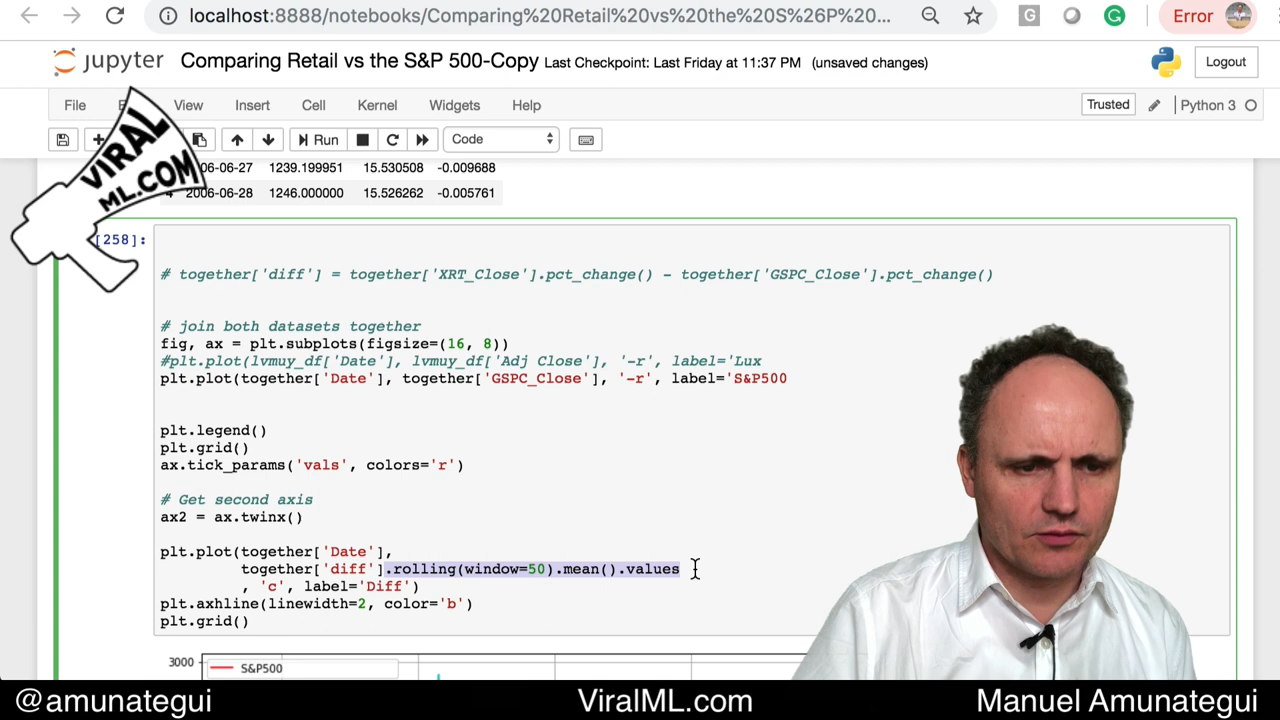 localhost:8888/notebooks/Comparing%20Retail%20vs%20the%20S%26P%20... G G Error
jupyter Comparing Retail vs the S&P 500-Copy Last Checkpoint: Last Friday at 11:37 PM (unsaved changes) Logout
File View Insert Cell Kernel Widgets Help Trusted Python 3
Run Code
VIRAL
ML.COM
06-06-27 1239.199951 15.530508 -0.009688
4 2006-06-28 1246.000000 15.526262 -0.005761
[258]:
# together['diff'] = together['XRT_Close'].pct_change() - together['GSPC_Close'].pct_change()
# join both datasets together
fig, ax = plt.subplots(figsize=(16, 8))
#plt.plot(lvmuy_df['Date'], lvmuy_df['Adj Close'], '-r', label='Lux
plt.plot(together['Date'], together['GSPC_Close'], '-r', label='S&P500
plt.legend()
plt.grid()
ax.tick_params('vals', colors='r')
# Get second axis
ax2 = ax.twinx()
plt.plot(together['Date'],
together['diff'].rolling(window=50).mean().values
, 'c', label='Diff')
plt.axhline(linewidth=2, color='b')
plt.grid()
3000 S&P500
@amunategui ViralML.com Manuel Amunategui